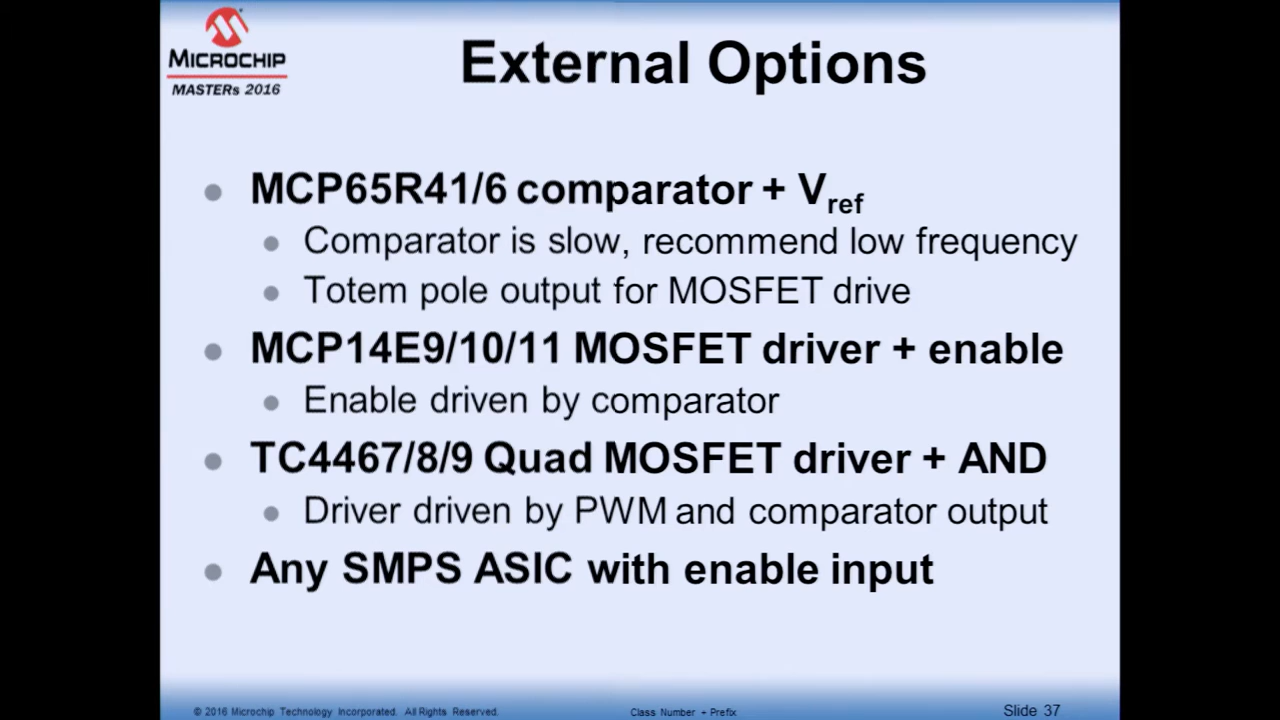 MICROCHIP
MASTERs 2016
External Options
MCP65R41/6 comparator + Vref
Comparator is slow, recommend low frequency
Totem pole output for MOSFET drive
MCP14E9/10/11 MOSFET driver + enable
Enable driven by comparator
TC4467/8/9 Quad MOSFET driver + AND
Driver driven by PWM and comparator output
Any SMPS ASIC with enable input
© 2016 Microchip Technology Incorporated. All Rights Reserved.
Class Number + Prefix
Slide 37